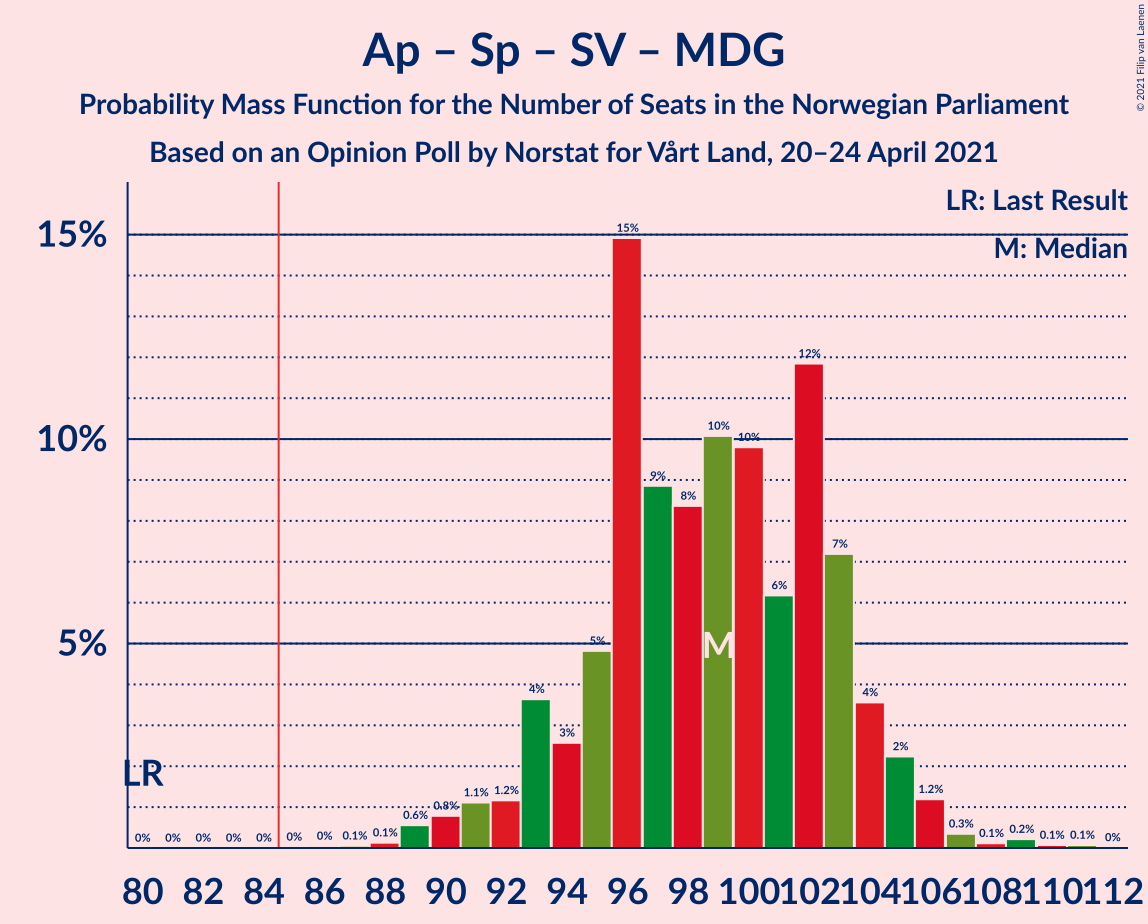 Ap – Sp – SV – MDG
Probability Mass Function for the Number of Seats in the Norwegian Parliament
Based on an Opinion Poll by Norstat for Vårt Land, 20–24 April 2021
© 2021 Filip van Laenen
LR: Last Result
M: Median
15%
10%
5%
LR
M
0% 0% 0% 0% 0% 0% 0% 0.1% 0.1% 0.6% 0.8% 1.1% 1.2% 4% 3% 5% 15% 9% 8% 10% 10% 6% 12% 7% 4% 2% 1.2% 0.3% 0.1% 0.2% 0.1% 0.1% 0%
80 82 84 86 88 90 92 94 96 98 100 102 104 106 108 110 112